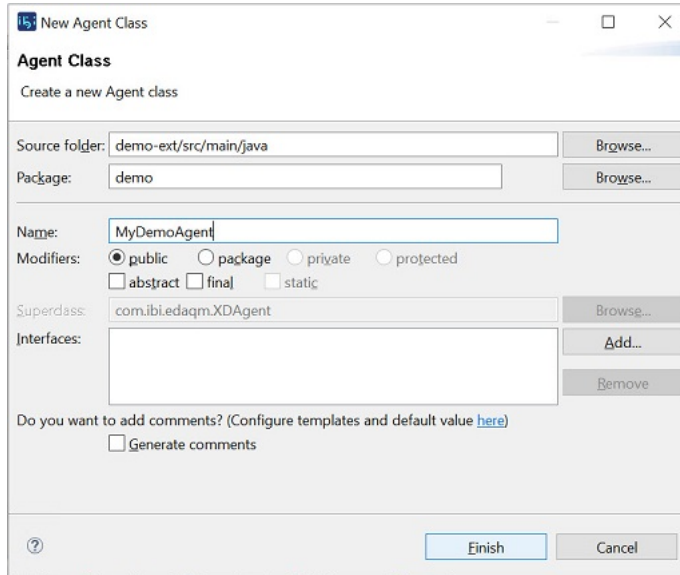 New Agent Class
Agent Class
Create a new Agent class
Source folder: demo-ext/src/main/java Browse...
Package: demo Browse...
Name: MyDemoAgent
Modifiers: public package private protected
abstract final static
Superclass: com.ibi.edaqm.XDAgent Browse...
Interfaces: Add...
Remove
Do you want to add comments? (Configure templates and default value here)
Generate comments
Finish Cancel